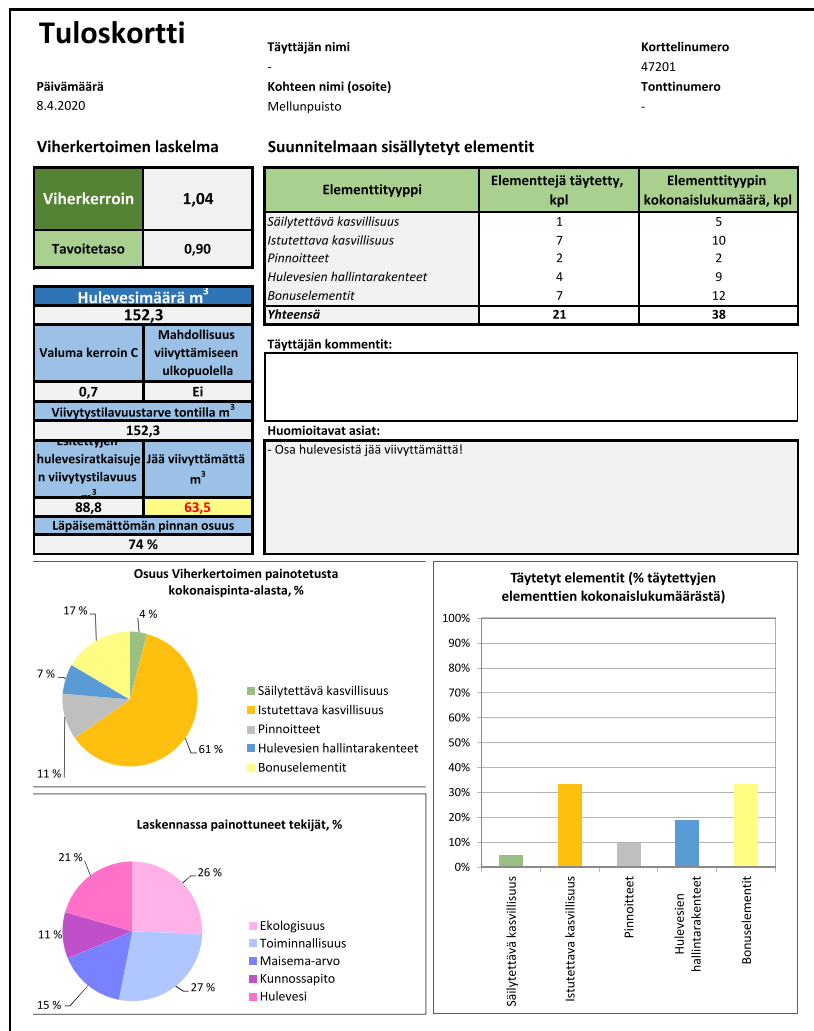 Tuloskortti
Täyttäjän nimi
-
Korttelinumero
47201
Päivämäärä
8.4.2020
Kohteen nimi (osoite)
Mellunpuisto
Tonttinumero
-
Viherkertoimen laskelma
Viherkerroin 1,04
Tavoitetaso 0,90
Hulevesimäärä m³
152,3
Valuma kerroin C
Mahdollisuus
viivyttämiseen
ulkopuolella
0,7 Ei
Viivytystilavuustarve tontilla m³
152,3
Esitettyjen
hulevesiratkaisuje
n viivytystilavuus
m³
Jää viivyttämättä
m³
88,8 63,5
Läpäisemättömän pinnan osuus
74 %
Suunnitelmaan sisällytetyt elementit
Elementtityyppi
Elementtejä täytetty,
kpl
Elementtityypin
kokonaislukumäärä, kpl
Säilytettävä kasvillisuus 1 5
Istutettava kasvillisuus 7 10
Pinnoitteet 2 2
Hulevesien hallintarakenteet 4 9
Bonuselementit 7 12
Yhteensä 21 38
Täyttäjän kommentit:
Huomioitavat asiat:
- Osa hulevesistä jää viivyttämättä!
Osuus Viherkertoimen painotetusta
kokonaispinta-alasta, %
17 %
4 %
7 %
11 %
61 %
Säilytettävä kasvillisuus
Istutettava kasvillisuus
Pinnoitteet
Hulevesien hallintarakenteet
Bonuselementit
Laskennassa painottuneet tekijät, %
21 %
26 %
11 %
15 %
27 %
Ekologisuus
Toiminnallisuus
Maisema-arvo
Kunnossapito
Hulevesi
Täytetyt elementit (% täytettyjen
elementtien kokonaislukumäärästä)
100%
90%
80%
70%
60%
50%
40%
30%
20%
10%
0%
Säilytettävä kasvillisuus
Istutettava kasvillisuus
Pinnoitteet
Hulevesien
hallintarakenteet
Bonuselementit